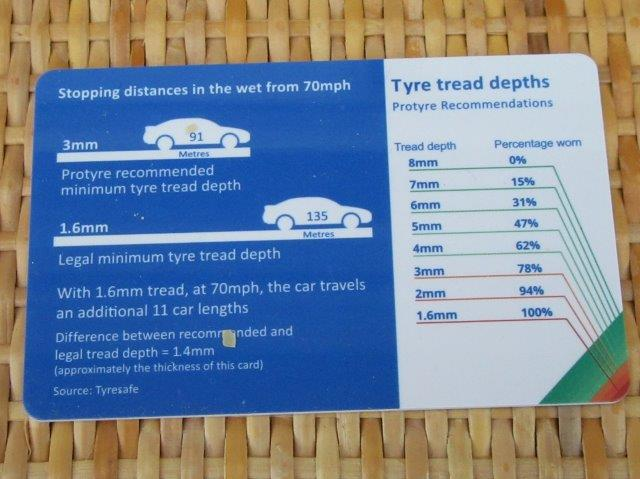 Stopping distances in the wet from 70mph
3mm
91
Metres
Protyre recommended
minimum tyre tread depth
1.6mm
135
Metres
Legal minimum tyre tread depth
With 1.6mm tread, at 70mph, the car travels
an additional 11 car lengths
Difference between recommended and
legal tread depth = 1.4mm
(approximately the thickness of this card)
Source: Tyresafe
Tyre tread depths
Protyre Recommendations
Tread depth Percentage worn
8mm 0%
7mm 15%
6mm 31%
5mm 47%
4mm 62%
3mm 78%
2mm 94%
1.6mm 100%